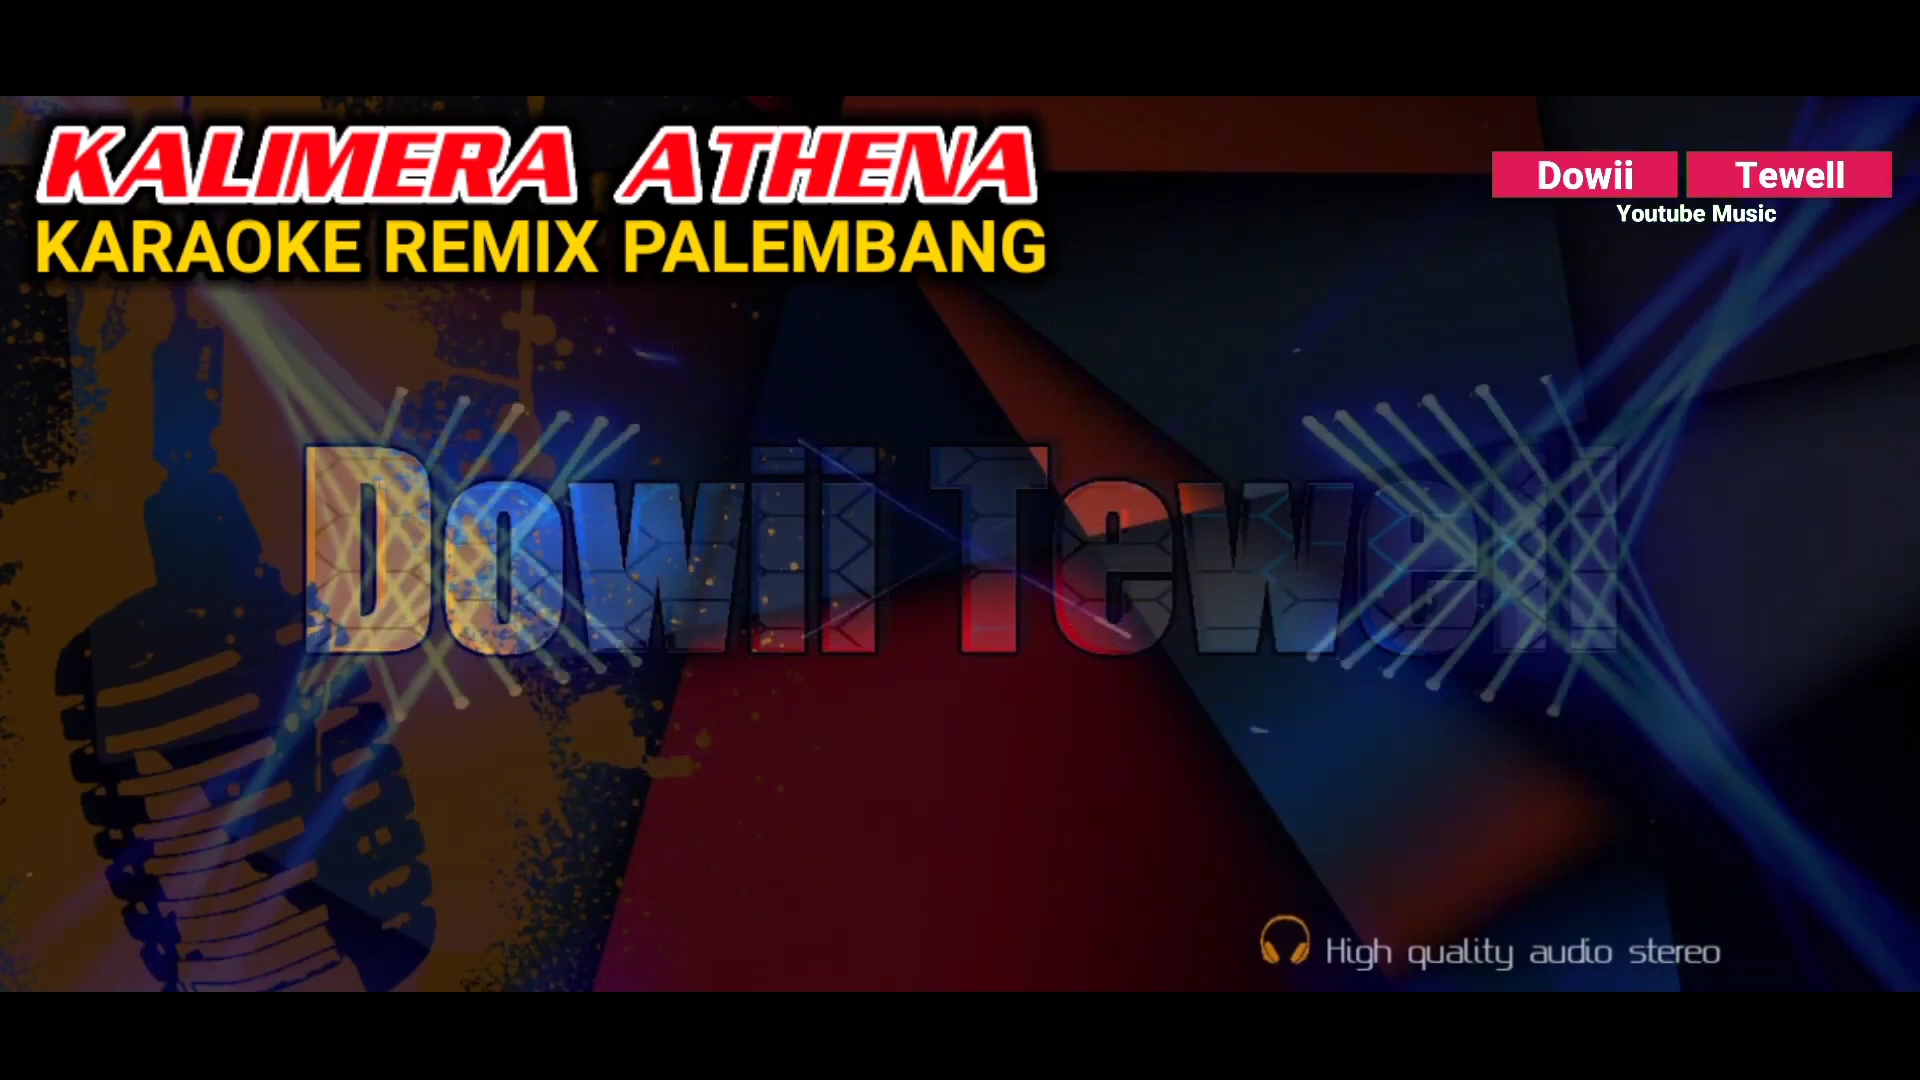 KALIMERA ATHENA
KARAOKE REMIX PALEMBANG
Dowii Tewell
Youtube Music
Dowii Tewell
High quality audio stereo